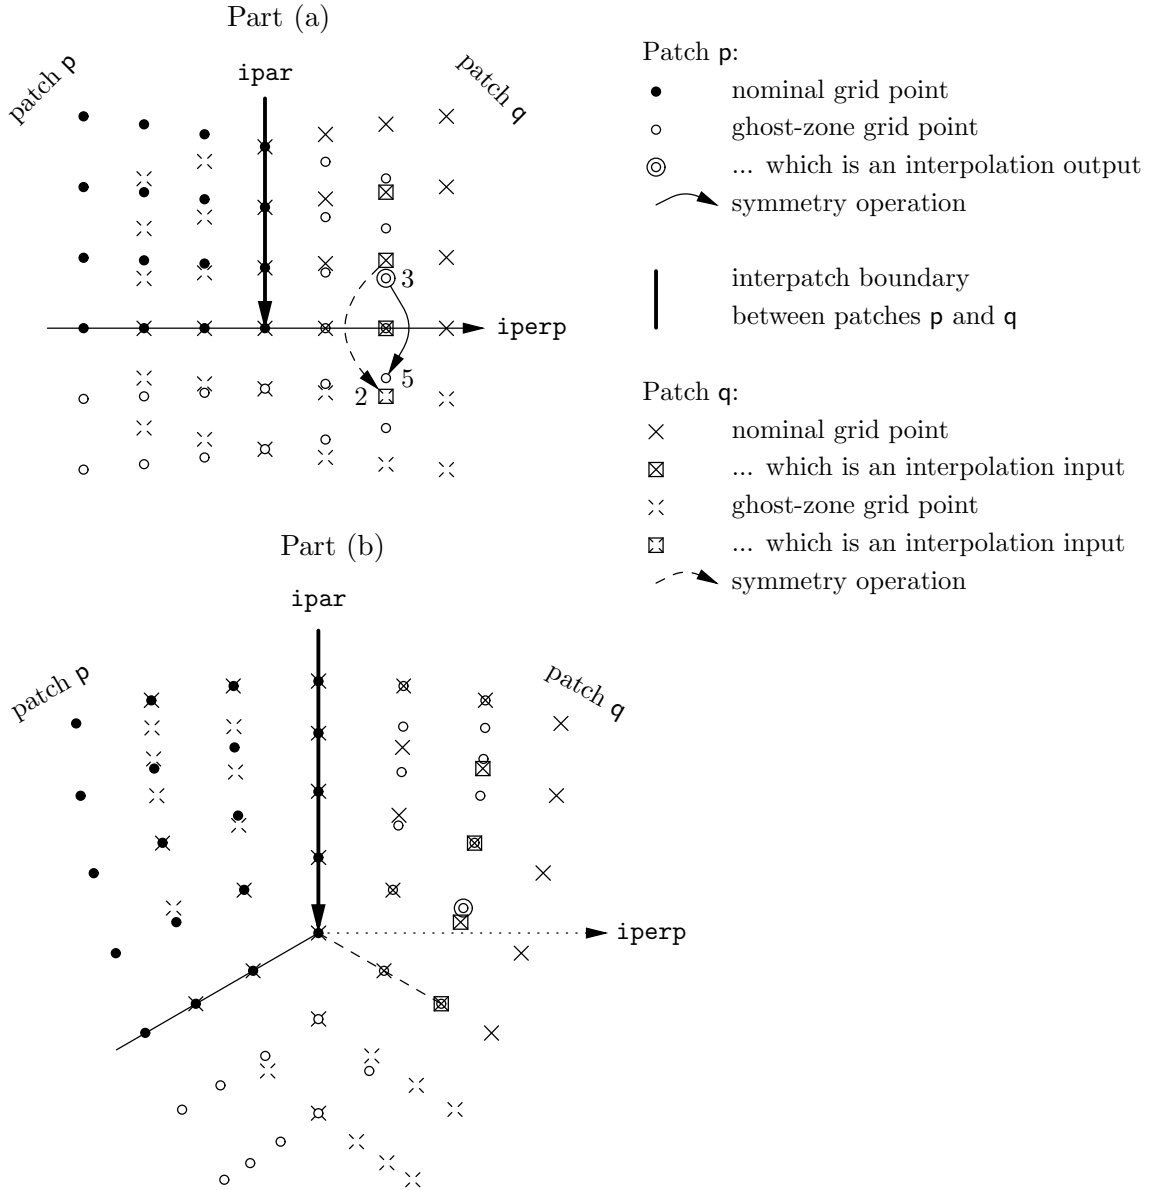 Part (a)
patch p
ipar
patch q
3
iperp
5
2
Patch p:
nominal grid point
ghost-zone grid point
... which is an interpolation output
symmetry operation
interpatch boundary
between patches p and q
Patch q:
nominal grid point
... which is an interpolation input
ghost-zone grid point
... which is an interpolation input
symmetry operation
Part (b)
ipar
patch p
patch q
iperp